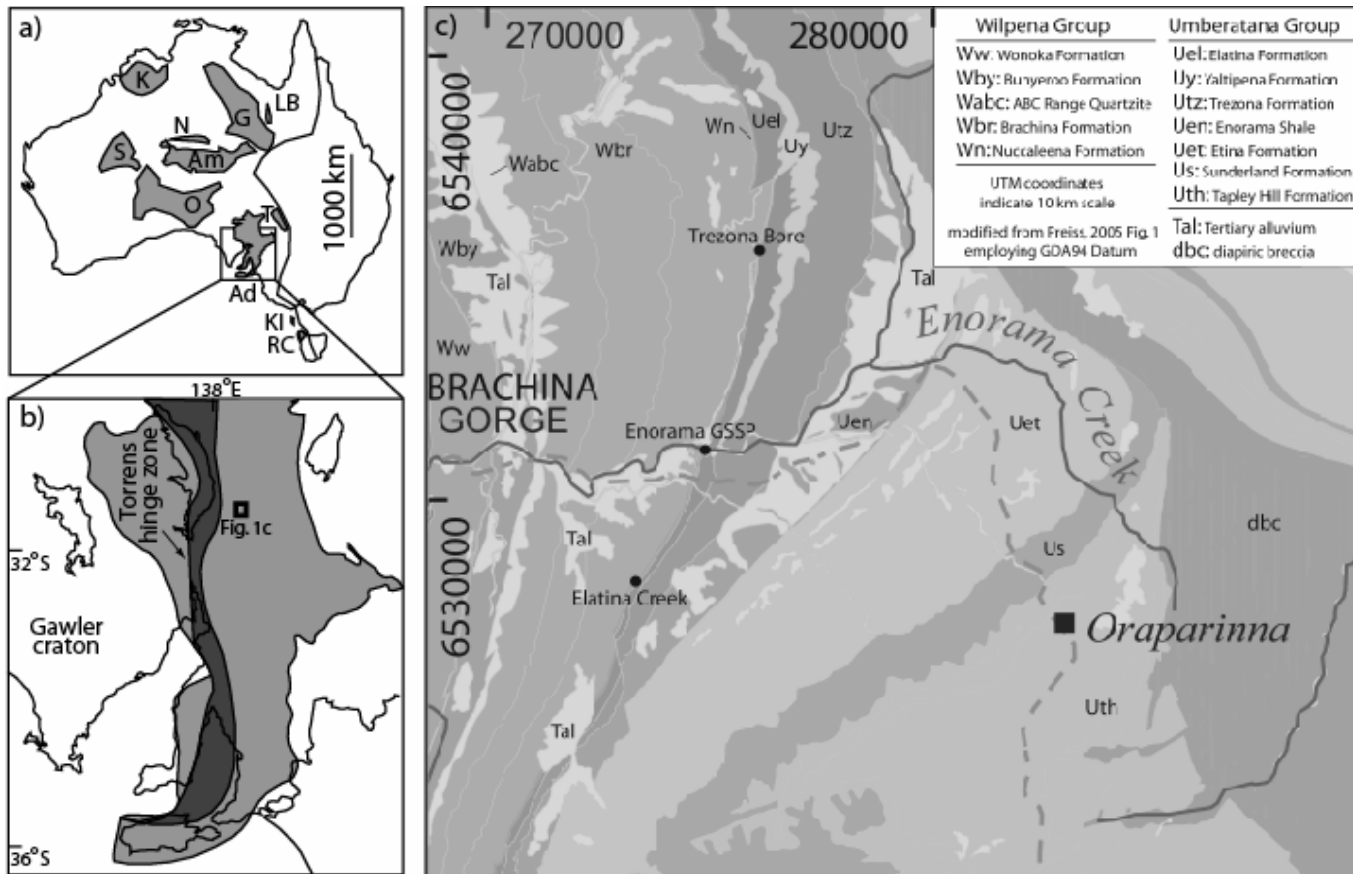 a)
K
G
LB
N
S
Am
O
T
1000 km
Ad
KI
RC
138°E
b)
Torrens
hinge zone
Fig. 1c
32°S
Gawler
craton
36°S
c)
270000
280000
6540000
6530000
Wilpena Group
Ww: Wonoka Formation
Wby: Bunyeroo Formation
Wabc: ABC Range Quartzite
Wbr: Brachina Formation
Wn: Nuccaleena Formation
UTM coordinates
indicate 10 km scale
modified from Freiss, 2005 Fig. 1
employing GDA94 Datum
Umberatana Group
Uel: Elatina Formation
Uy: Yaltipena Formation
Utz: Trezona Formation
Uen: Enorama Shale
Uet: Etina Formation
Us: Sunderland Formation
Uth: Tapley Hill Formation
Tal: Tertiary alluvium
dbc: diapiric breccia
Wn
Uel
Utz
Uy
Wabc
Wbr
Trezona Bore
Wby
Tal
Tal
Enorama Creek
Ww
BRACHINA
GORGE
Enorama GSSP
Uen
Uet
Tal
Us
dbc
Elatina Creek
Oraparinna
Uth
Tal